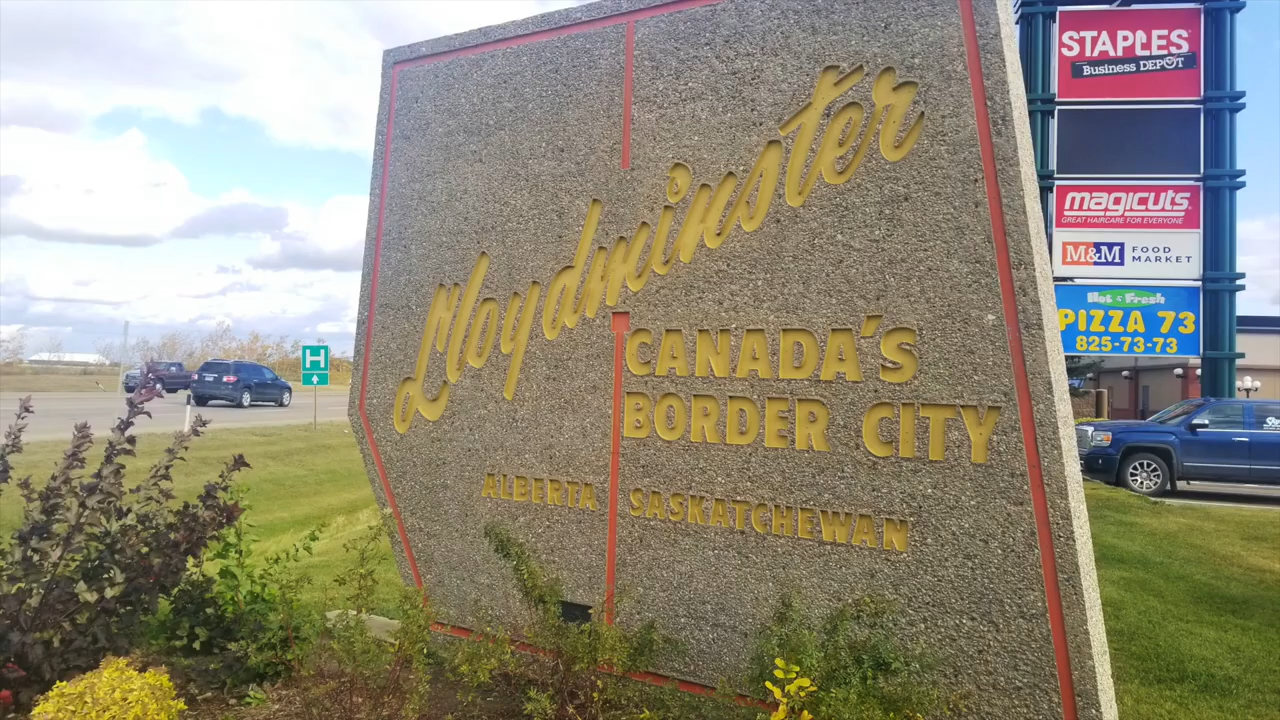 Lloydminster
CANADA'S
BORDER CITY
ALBERTA SASKATCHEWAN
H
STAPLES
Business DEPOT
magicuts.
GREAT HAIRCARE FOR EVERYONE
M&M FOOD
MARKET
Hot & Fresh
PIZZA 73
825-73-73